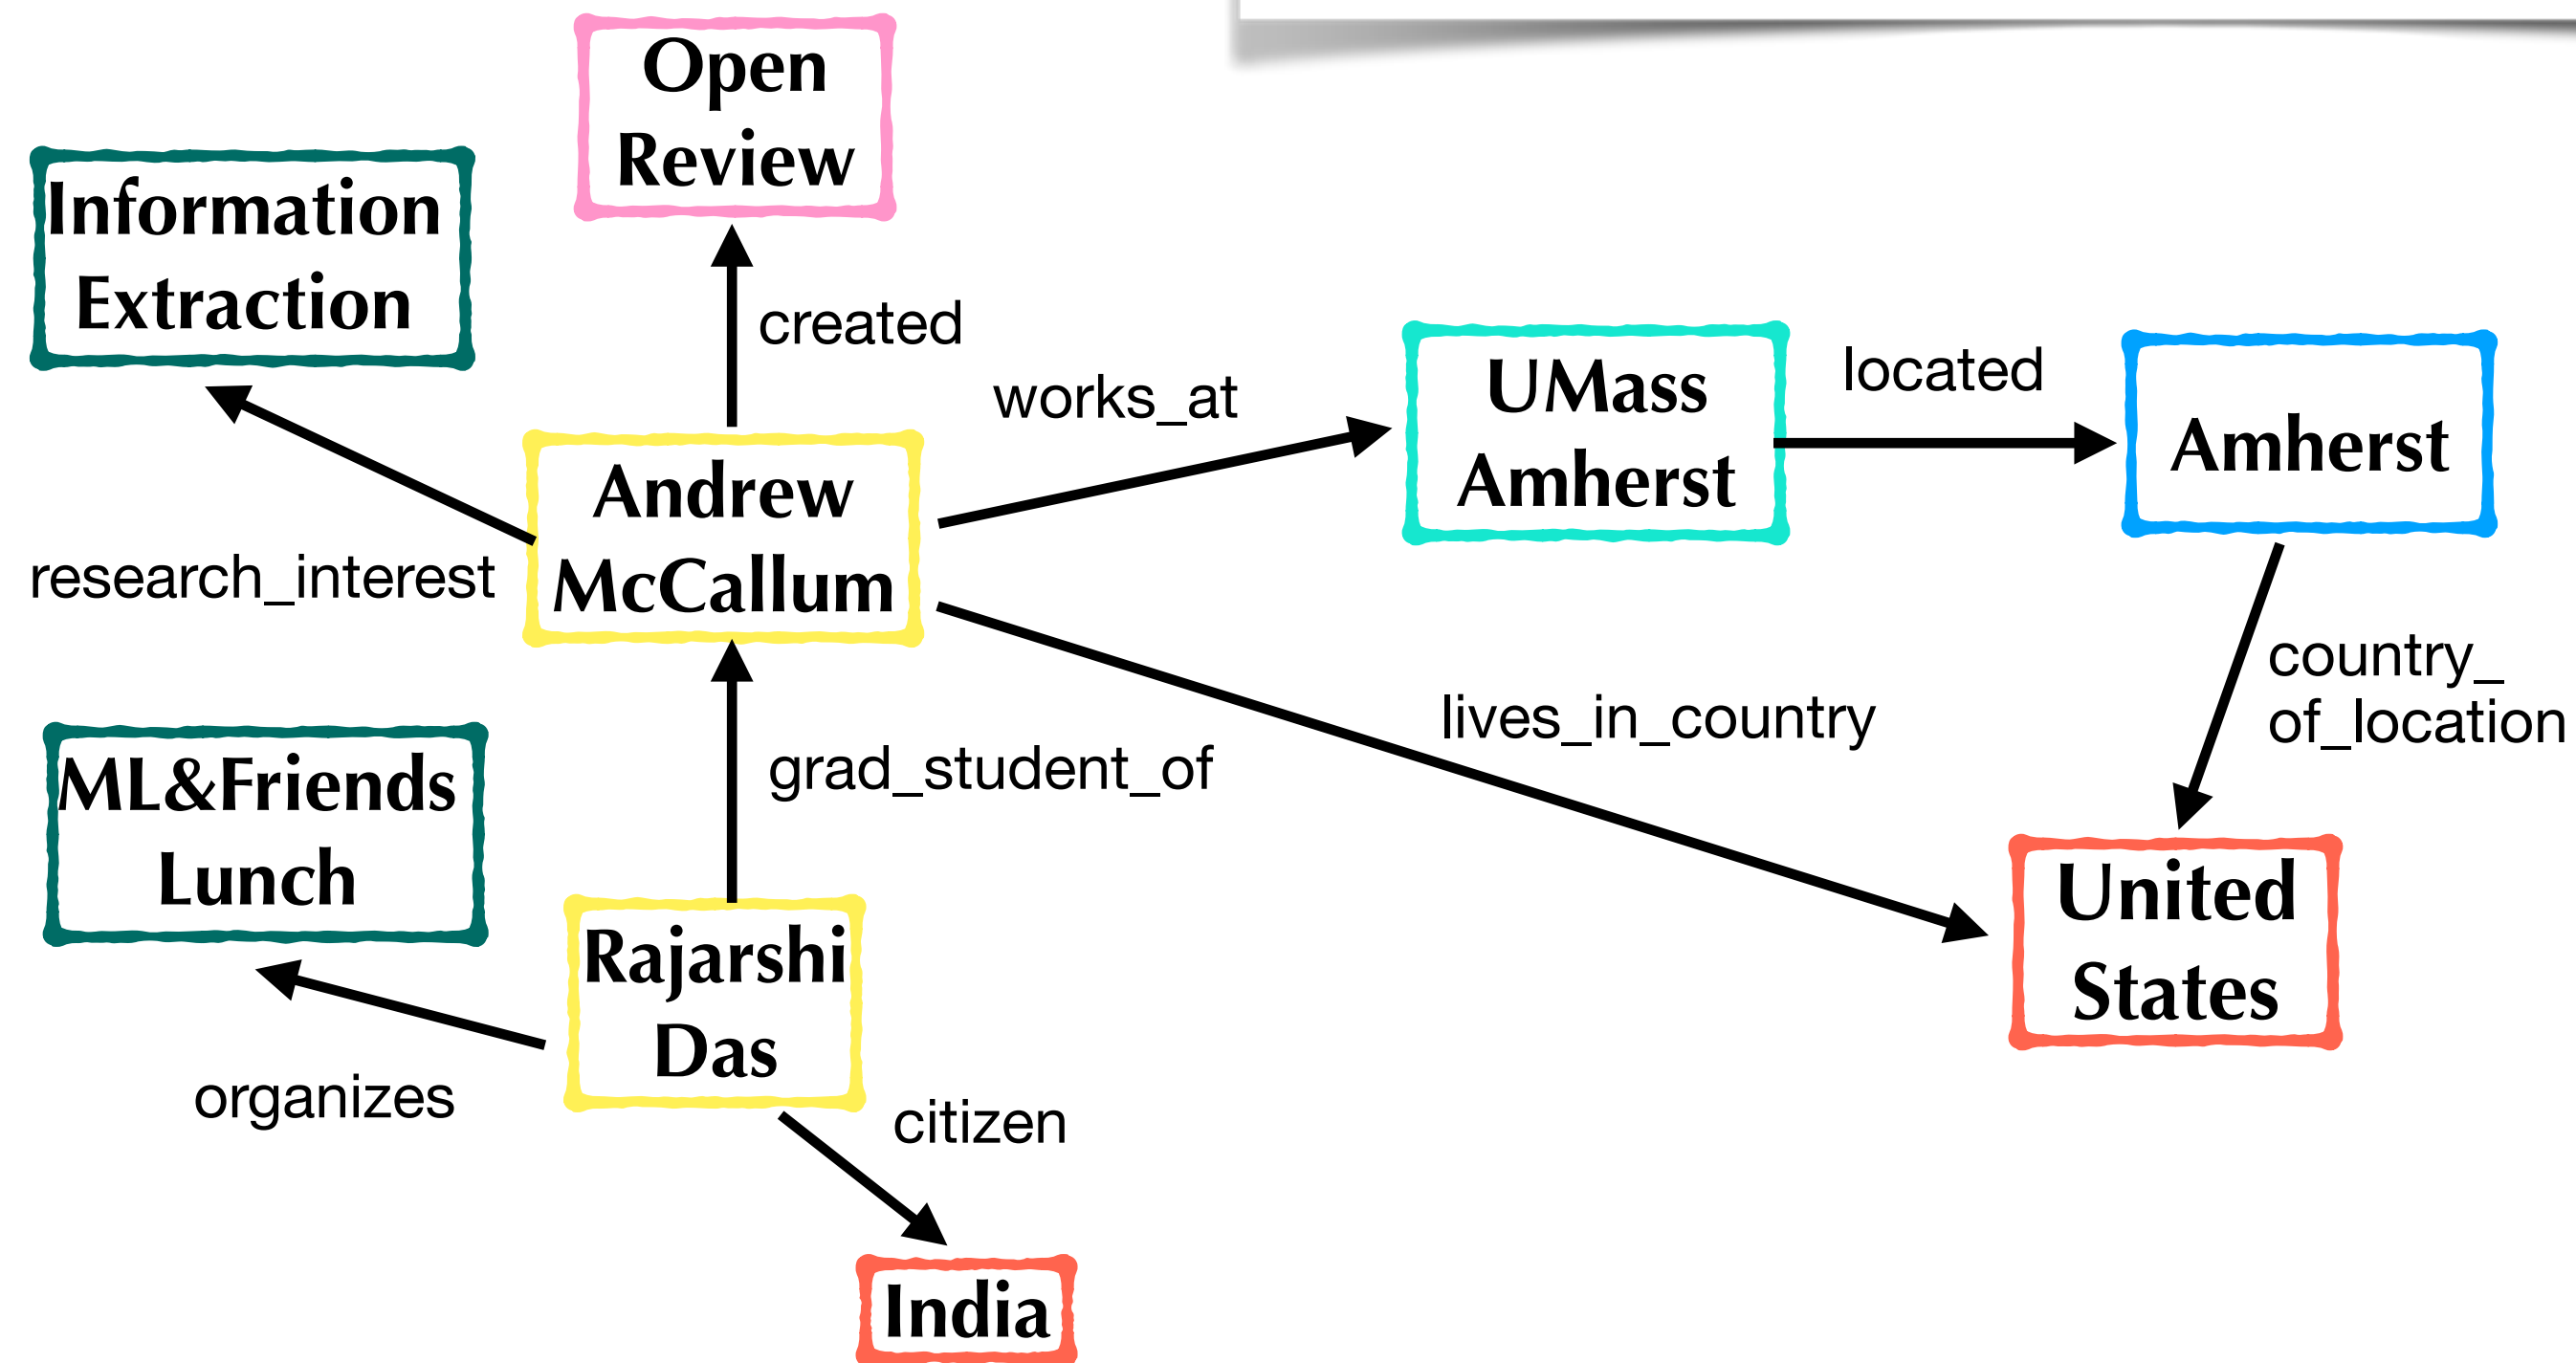 Open
Review
Information
Extraction
created
works_at
UMass
Amherst
located
Amherst
Andrew
McCallum
research_interest
country_
of_location
lives_in_country
grad_student_of
ML&Friends
Lunch
United
States
Rajarshi
Das
organizes
citizen
India